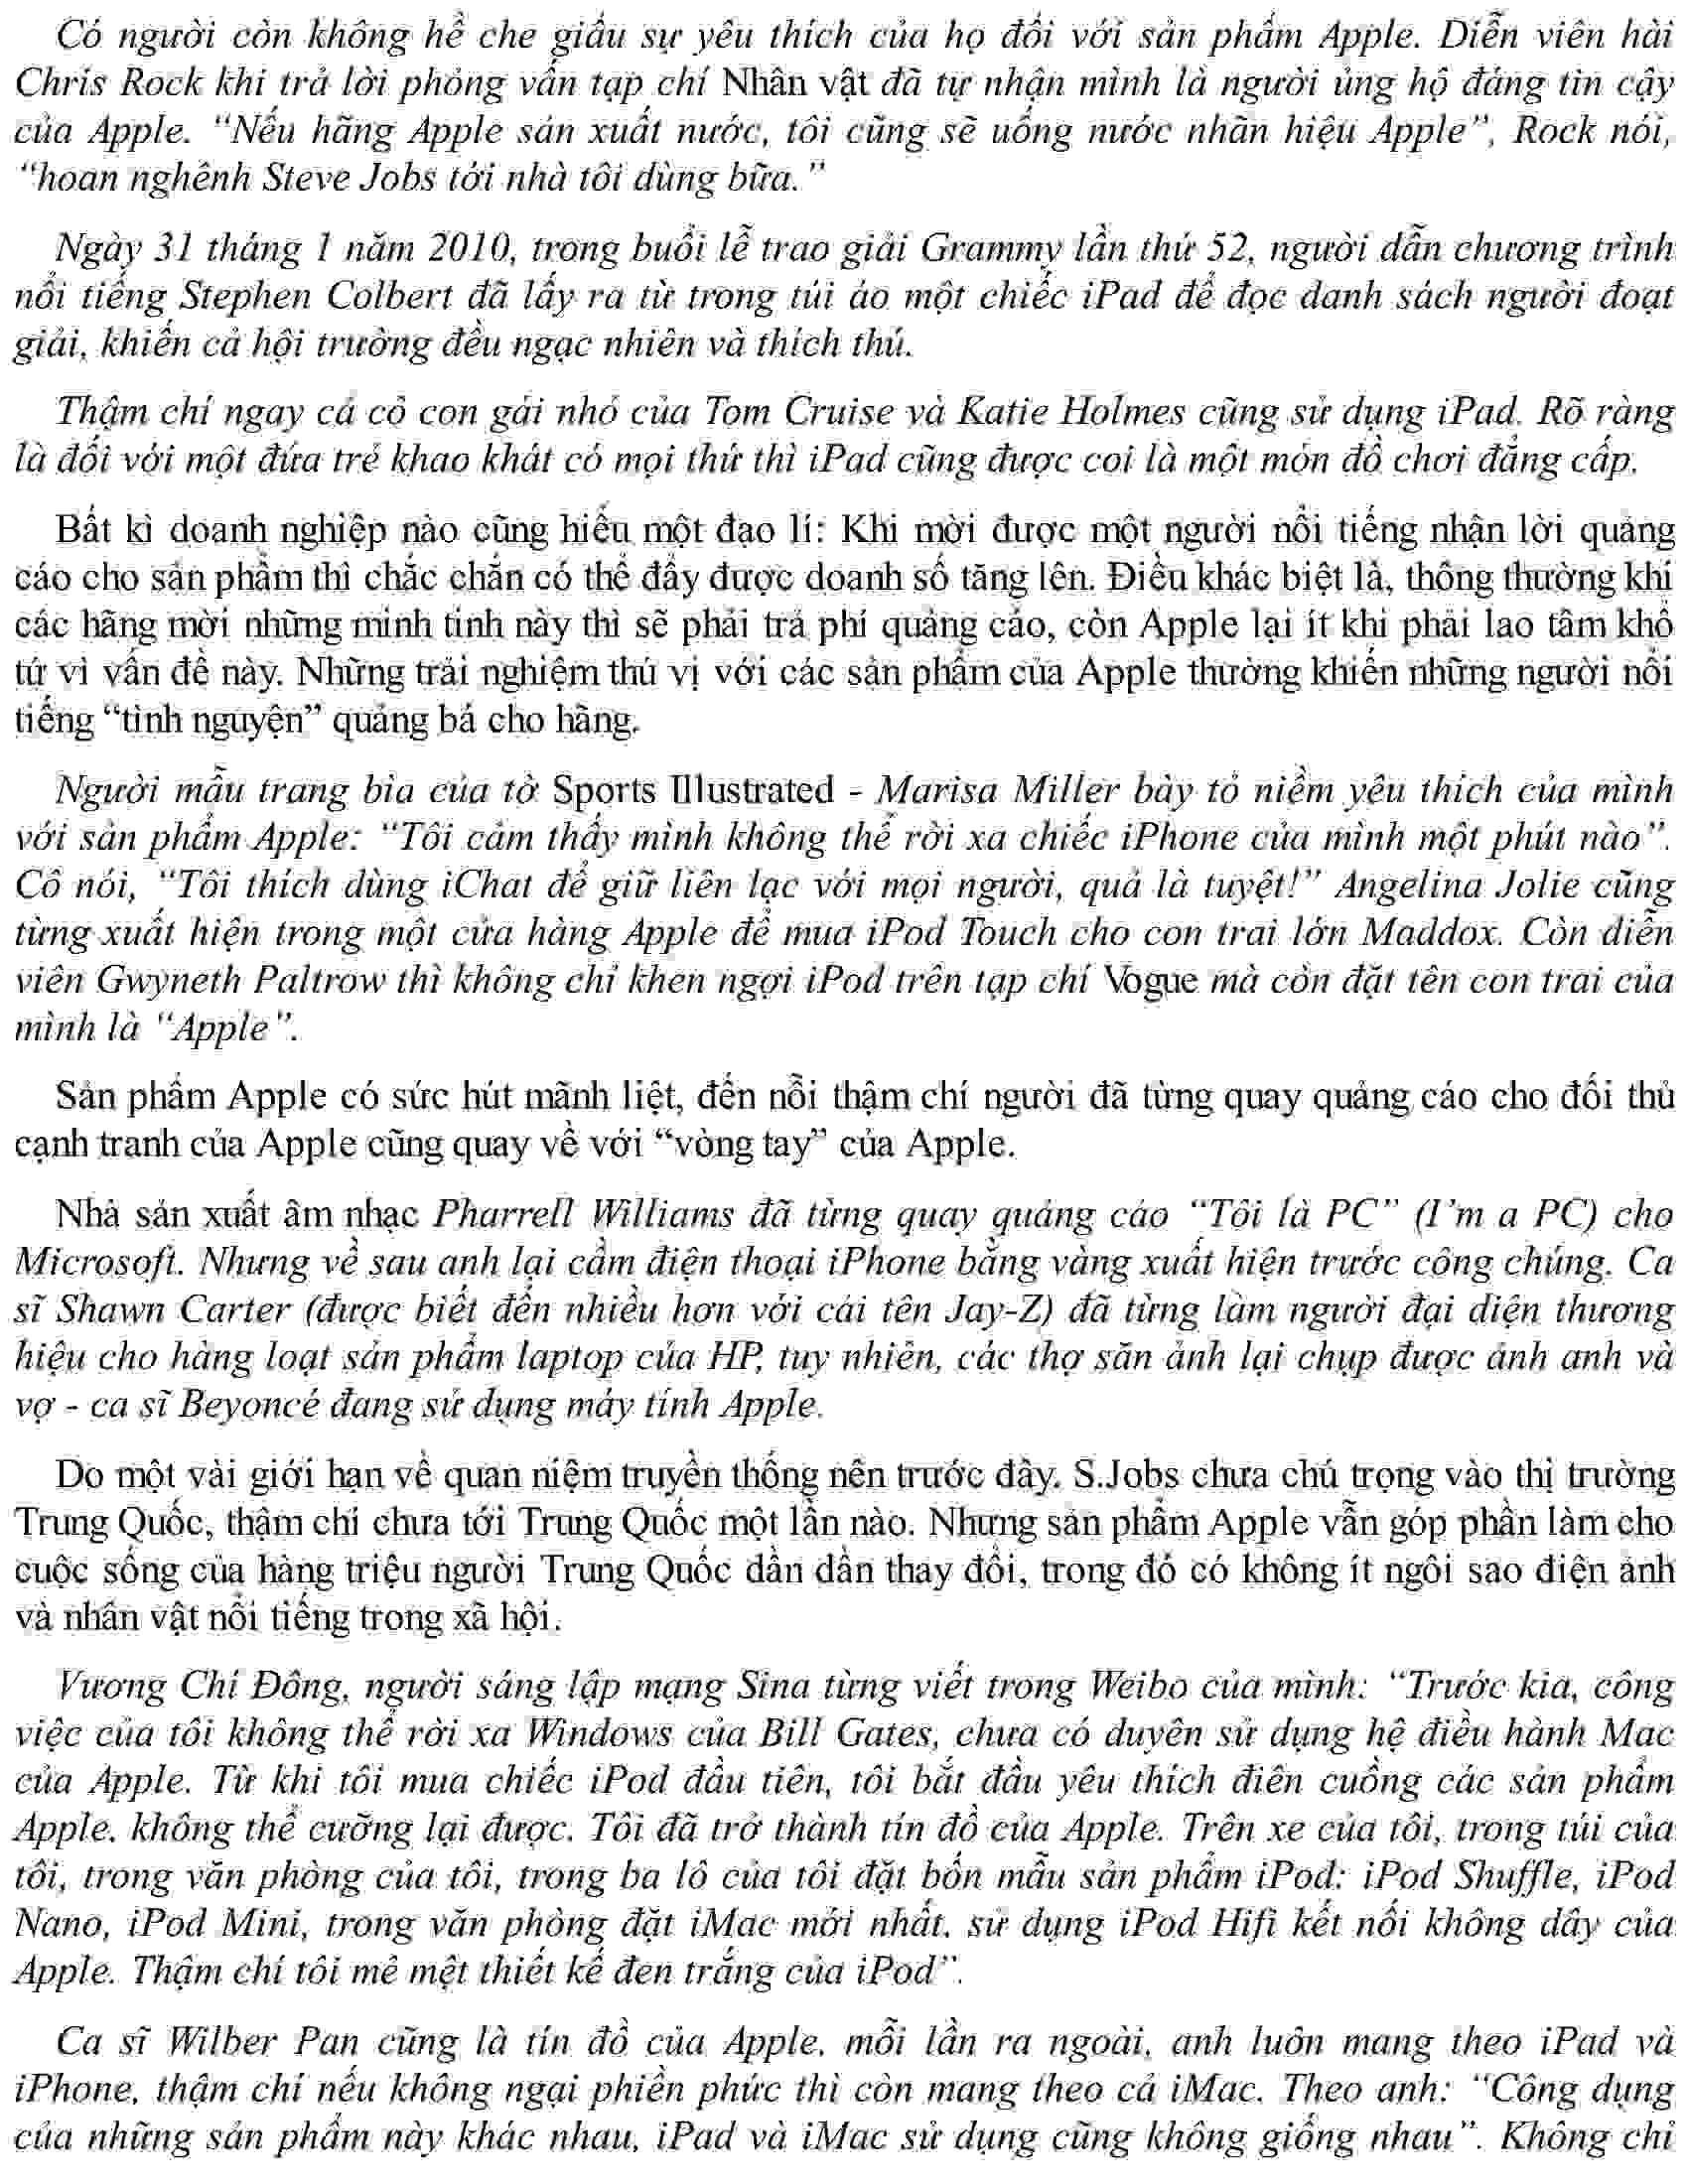 Có người còn không hề che giấu sự yêu thích của họ đối với sản phẩm Apple. Diễn viên hài
Chris Rock khi trả lời phỏng vấn tạp chí Nhân vật đã tự nhận mình là người ủng hộ đáng tin cậy
của Apple. “Nếu hãng Apple sản xuất nước, tôi cũng sẽ uống nước nhãn hiệu Apple”, Rock nói,
“hoan nghênh Steve Jobs tới nhà tôi dùng bữa.”
Ngày 31 tháng 1 năm 2010, trong buổi lễ trao giải Grammy lần thứ 52, người dẫn chương trình
nổi tiếng Stephen Colbert đã lấy ra từ trong túi áo một chiếc iPad để đọc danh sách người đoạt
giải, khiến cả hội trường đều ngạc nhiên và thích thú.
Thậm chí ngay cả cô con gái nhỏ của Tom Cruise và Katie Holmes cũng sử dụng iPad. Rõ ràng
là đối với một đứa trẻ khao khát có mọi thứ thì iPad cũng được coi là một món đồ chơi đẳng cấp.
Bất kì doanh nghiệp nào cũng hiểu một đạo lí: Khi mời được một người nổi tiếng nhận lời quảng
cáo cho sản phẩm thì chắc chắn có thể đẩy được doanh số tăng lên. Điều khác biệt là, thông thường khi
các hãng mời những minh tinh này thì sẽ phải trả phí quảng cáo, còn Apple lại ít khi phải lao tâm khổ
tứ vì vấn đề này. Những trải nghiệm thú vị với các sản phẩm của Apple thường khiến những người nổi
tiếng “tình nguyện” quảng bá cho hãng.
Người mẫu trang bìa của tờ Sports Illustrated - Marisa Miller bày tỏ niềm yêu thích của mình
với sản phẩm Apple: “Tôi cảm thấy mình không thể rời xa chiếc iPhone của mình một phút nào”.
Cô nói, “Tôi thích dùng iChat để giữ liên lạc với mọi người, quả là tuyệt!” Angelina Jolie cũng
từng xuất hiện trong một cửa hàng Apple để mua iPod Touch cho con trai lớn Maddox. Còn diễn
viên Gwyneth Paltrow thì không chỉ khen ngợi iPod trên tạp chí Vogue mà còn đặt tên con trai của
mình là “Apple”.
Sản phẩm Apple có sức hút mãnh liệt, đến nỗi thậm chí người đã từng quay quảng cáo cho đối thủ
cạnh tranh của Apple cũng quay về với “vòng tay” của Apple.
Nhà sản xuất âm nhạc Pharrell Williams đã từng quay quảng cáo “Tôi là PC” (I’m a PC) cho
Microsoft. Nhưng về sau anh lại cầm điện thoại iPhone bằng vàng xuất hiện trước công chúng. Ca
sĩ Shawn Carter (được biết đến nhiều hơn với cái tên Jay-Z) đã từng làm người đại diện thương
hiệu cho hàng loạt sản phẩm laptop của HP, tuy nhiên, các thợ săn ảnh lại chụp được ảnh anh và
vợ - ca sĩ Beyoncé đang sử dụng máy tính Apple.
Do một vài giới hạn về quan niệm truyền thống nên trước đây. S.Jobs chưa chú trọng vào thị trường
Trung Quốc, thậm chí chưa tới Trung Quốc một lần nào. Nhưng sản phẩm Apple vẫn góp phần làm cho
cuộc sống của hàng triệu người Trung Quốc dần dần thay đổi, trong đó có không ít ngôi sao điện ảnh
và nhân vật nổi tiếng trong xã hội.
Vương Chí Đông, người sáng lập mạng Sina từng viết trong Weibo của mình: “Trước kia, công
việc của tôi không thể rời xa Windows của Bill Gates, chưa có duyên sử dụng hệ điều hành Mac
của Apple. Từ khi tôi mua chiếc iPod đầu tiên, tôi bắt đầu yêu thích điên cuồng các sản phẩm
Apple, không thể cưỡng lại được. Tôi đã trở thành tín đồ của Apple. Trên xe của tôi, trong túi của
tôi, trong văn phòng của tôi, trong ba lô của tôi đặt bốn mẫu sản phẩm iPod: iPod Shuffle, iPod
Nano, iPod Mini, trong văn phòng đặt iMac mới nhất, sử dụng iPod Hifi kết nối không dây của
Apple. Thậm chí tôi mê mệt thiết kế đen trắng của iPod”.
Ca sĩ Wilber Pan cũng là tín đồ của Apple, mỗi lần ra ngoài, anh luôn mang theo iPad và
iPhone, thậm chí nếu không ngại phiền phức thì còn mang theo cả iMac. Theo anh: “Công dụng
của những sản phẩm này khác nhau, iPad và iMac sử dụng cũng không giống nhau”. Không chỉ